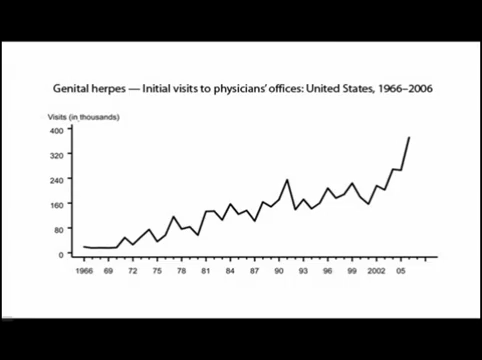 Genital herpes — Initial visits to physicians' offices: United States, 1966–2006
Visits (in thousands)
400
320
240
160
80
0
1966 69 72 75 78 81 84 87 90 93 96 99 2002 05